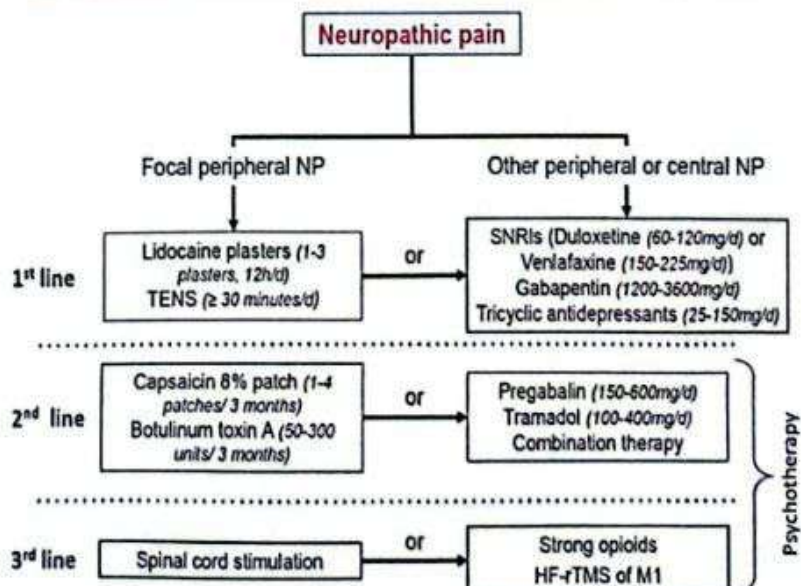 Neuropathic pain
Focal peripheral NP
Other peripheral or central NP
1st line
Lidocaine plasters (1-3
plasters, 12h/d)
TENS (≥ 30 minutes/d)
or
SNRIs (Duloxetine (60-120mg/d) or
Venlafaxine (150-225mg/d))
Gabapentin (1200-3600mg/d)
Tricyclic antidepressants (25-150mg/d)
2nd line
Capsaicin 8% patch (1-4
patches/ 3 months)
Botulinum toxin A (50-300
units/ 3 months)
or
Pregabalin (150-600mg/d)
Tramadol (100-400mg/d)
Combination therapy
Psychotherapy
3rd line
Spinal cord stimulation
or
Strong opioids
HF-rTMS of M1